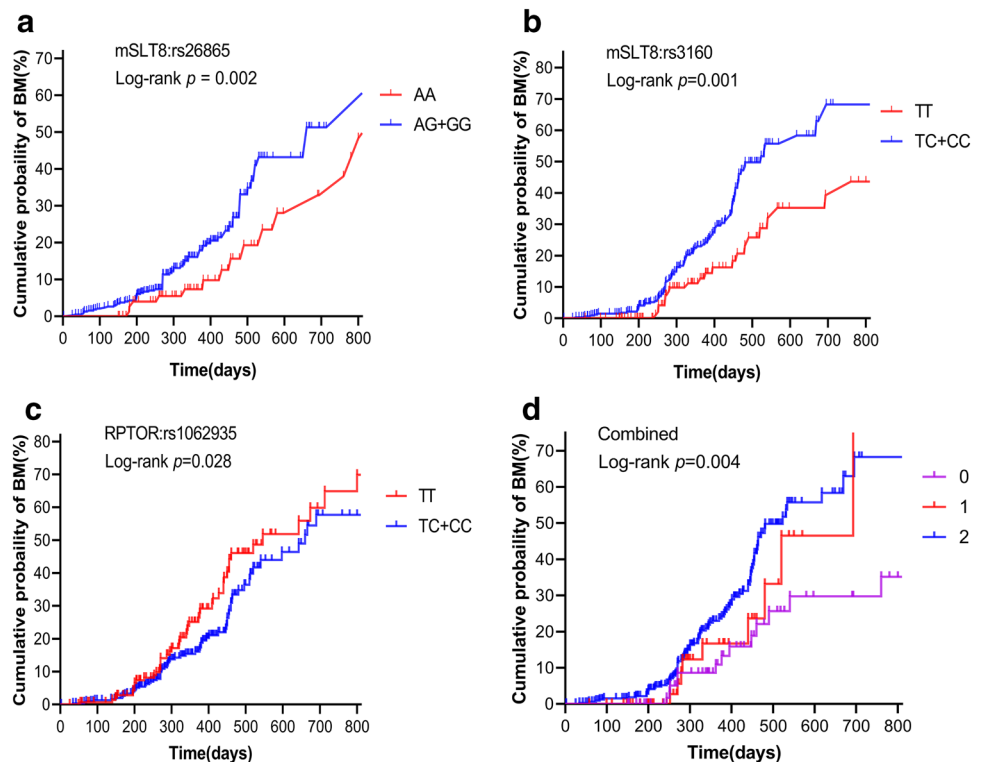 a
mSLT8:rs26865
Log-rank p = 0.002
AA
AG+GG
Cumulative probaility of BM(%)
70
60
50
40
30
20
10
0
0 100 200 300 400 500 600 700 800
Time(days)
b
mSLT8:rs3160
Log-rank p=0.001
TT
TC+CC
Cumulative probaility of BM(%)
80
70
60
50
40
30
20
10
0
0 100 200 300 400 500 600 700 800
Time(days)
c
RPTOR:rs1062935
Log-rank p=0.028
TT
TC+CC
Cumulative probaility of BM(%)
80
70
60
50
40
30
20
10
0
0 100 200 300 400 500 600 700 800
Time(days)
d
Combined
Log-rank p=0.004
0
1
2
Cumulative probaility of BM(%)
70
60
50
40
30
20
10
0
0 100 200 300 400 500 600 700 800
Time(days)